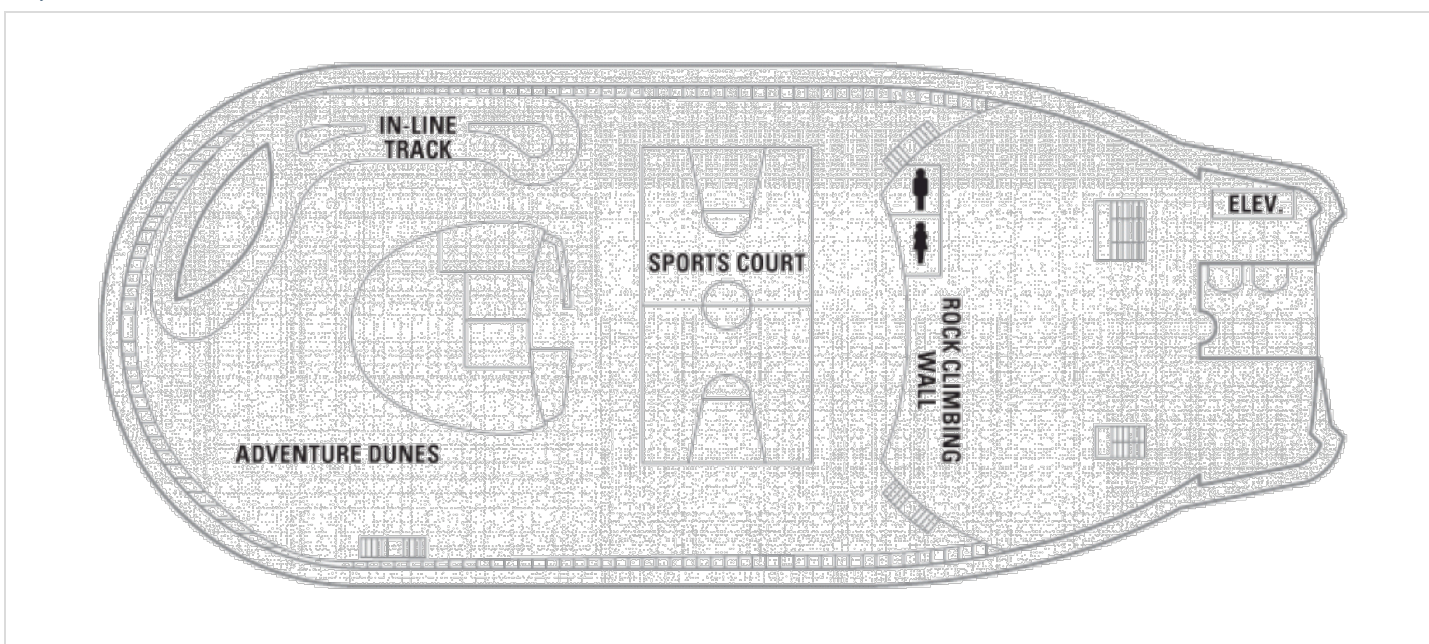 IN-LINE
TRACK
ELEV.
SPORTS COURT
ROCK CLIMBING
WALL
ADVENTURE DUNES